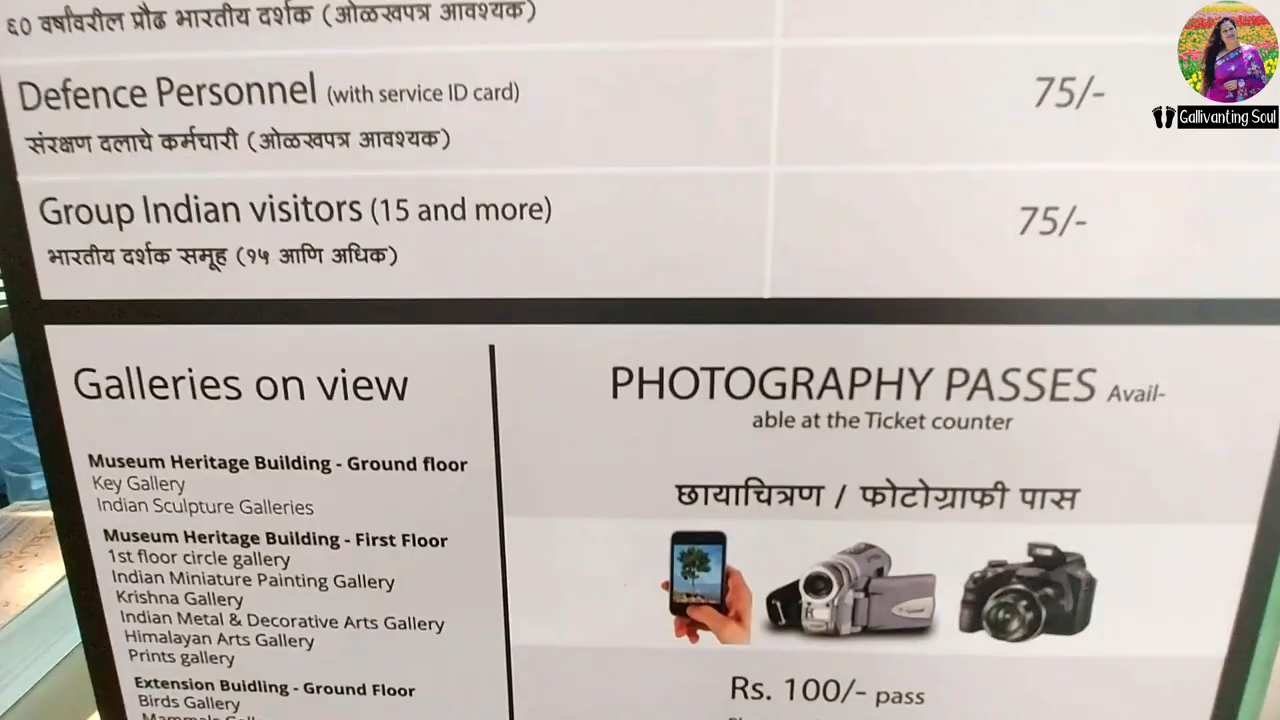 ६० वर्षांवरील प्रौढ भारतीय दर्शक (ओळखपत्र आवश्यक)
Gallivanting Soul
Defence Personnel (with service ID card)
75/-
संरक्षण दलाचे कर्मचारी (ओळखपत्र आवश्यक)
Group Indian visitors (15 and more)
75/-
भारतीय दर्शक समूह (१५ आणि अधिक)
Galleries on view
Museum Heritage Building - Ground floor
Key Gallery
Indian Sculpture Galleries
Museum Heritage Building - First Floor
1st floor circle gallery
Indian Miniature Painting Gallery
Krishna Gallery
Indian Metal & Decorative Arts Gallery
Himalayan Arts Gallery
Prints gallery
Extension Buidling - Ground Floor
Birds Gallery
PHOTOGRAPHY PASSES Avail-
able at the Ticket counter
छायाचित्रण / फोटोग्राफी पास
Rs. 100/- pass